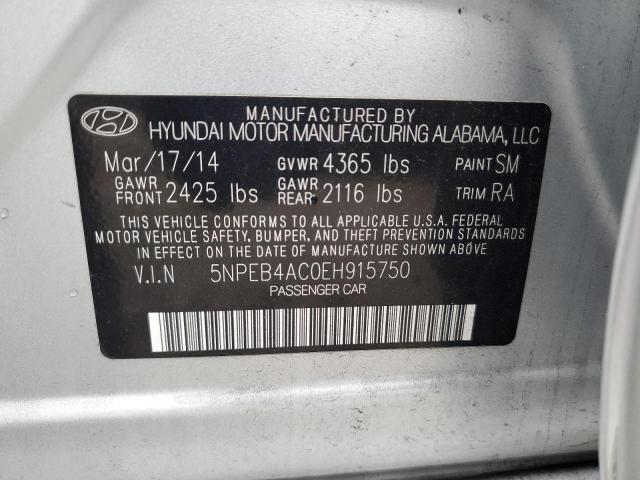 MANUFACTURED BY
HYUNDAI MOTOR MANUFACTURING ALABAMA, LLC
Mar/17/14 GVWR 4365 lbs PAINT SM
GAWR FRONT 2425 lbs GAWR REAR 2116 lbs TRIM RA
THIS VEHICLE CONFORMS TO ALL APPLICABLE U.S.A. FEDERAL
MOTOR VEHICLE SAFETY, BUMPER, AND THEFT PREVENTION STANDARDS
IN EFFECT ON THE DATE OF MANUFACTURE SHOWN ABOVE
V.I.N 5NPEB4AC0EH915750
PASSENGER CAR